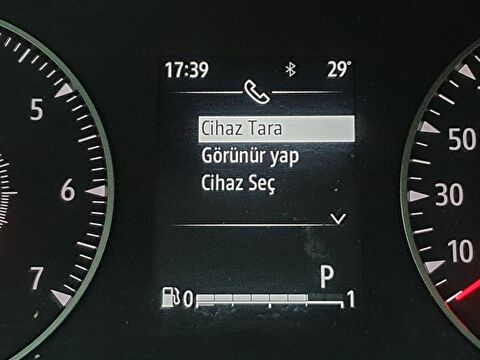 17:39 29°
Cihaz Tara
Görünür yap
Cihaz Seç
P
0 1
5
6
7
50
30
10